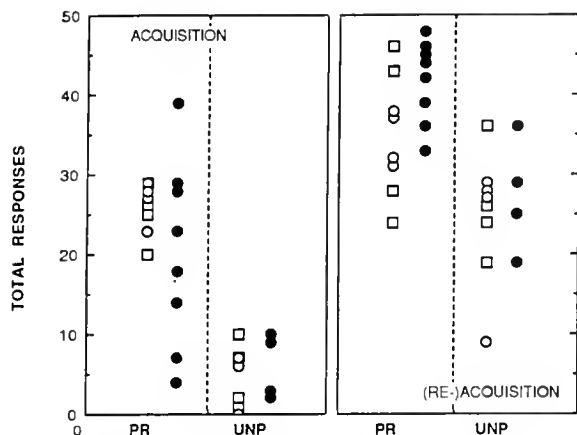 ACQUISITION
(RE-)ACQUISITION
TOTAL RESPONSES
50
40
30
20
10
0
0
PR
UNP
PR
UNP